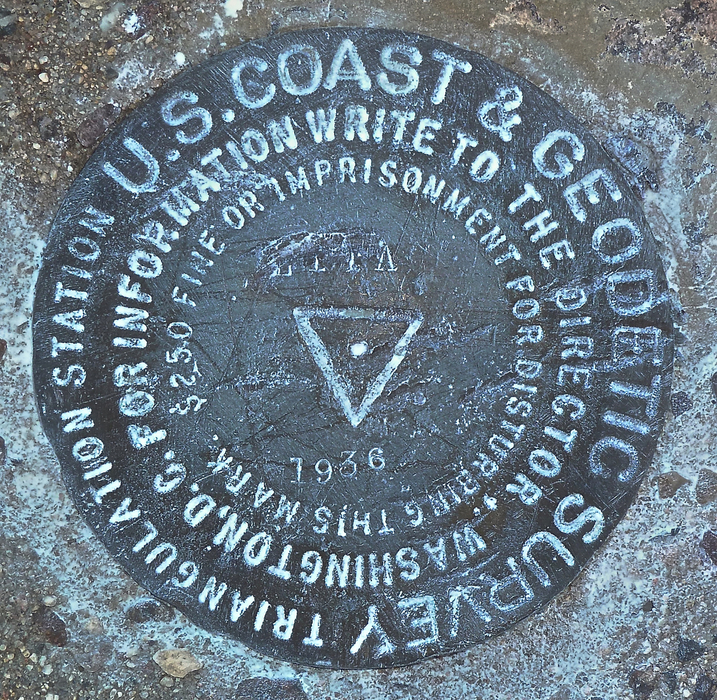 U.S. COAST & GEODETIC SURVEY
TRIANGULATION STATION
FOR INFORMATION WRITE TO THE DIRECTOR, WASHINGTON, D.C.
$250 FINE OR IMPRISONMENT FOR DISTURBING THIS MARK.
1936